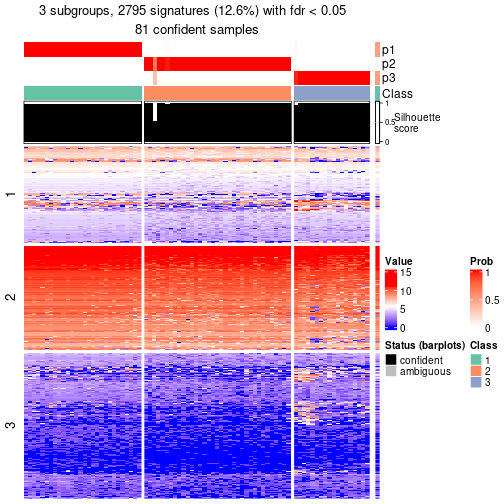 3 subgroups, 2795 signatures (12.6%) with fdr < 0.05
81 confident samples
p1
p2
p3
Class
1
0.5
0
Silhouette
score
1
2
3
Value
15
10
5
0
Prob
1
0.5
0
Status (barplots)
confident
ambiguous
Class
1
2
3